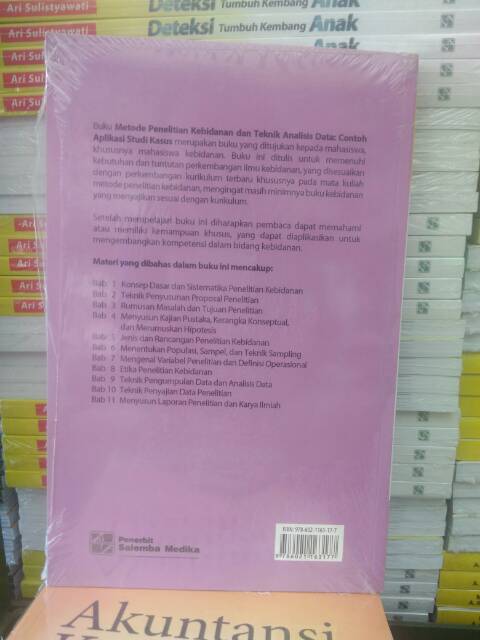 Ari Sulistyawati
Deteksi Tumbuh Kembang Anak
Ari Sulistyawati
Deteksi Tumbuh Kembang Anak
Buku Metode Penelitian Kebidanan dan Teknik Analisis Data: Contoh
Aplikasi Studi Kasus merupakan buku yang ditujukan kepada mahasiswa,
khususnya mahasiswa kebidanan. Buku ini ditulis untuk memenuhi
kebutuhan dan tuntutan perkembangan ilmu kebidanan, yang disesuaikan
dengan perkembangan kurikulum terbaru khususnya pada mata kuliah
metode penelitian kebidanan, mengingat masih minimnya buku kebidanan
yang menyajikan sesuai dengan kurikulum.
Setelah mempelajari buku ini diharapkan pembaca dapat memahami
atau memiliki kemampuan khusus, yang dapat diaplikasikan untuk
mengembangkan kompetensi dalam bidang kebidanan.
Materi yang dibahas dalam buku ini mencakup:
Bab 1 Konsep Dasar dan Sistematika Penelitian Kebidanan
Bab 2 Teknik Penyusunan Proposal Penelitian
Bab 3 Rumusan Masalah dan Tujuan Penelitian
Bab 4 Menyusun Kajian Pustaka, Kerangka Konseptual,
dan Merumuskan Hipotesis
Bab 5 Jenis dan Rancangan Penelitian Kebidanan
Bab 6 Menentukan Populasi, Sampel, dan Teknik Sampling
Bab 7 Mengenal Variabel Penelitian dan Definisi Operasional
Bab 8 Etika Penelitian Kebidanan
Bab 9 Teknik Pengumpulan Data dan Analisis Data
Bab 10 Teknik Penyajian Data Penelitian
Bab 11 Menyusun Laporan Penelitian dan Karya Ilmiah
Penerbit
Salemba Medika
Akuntansi